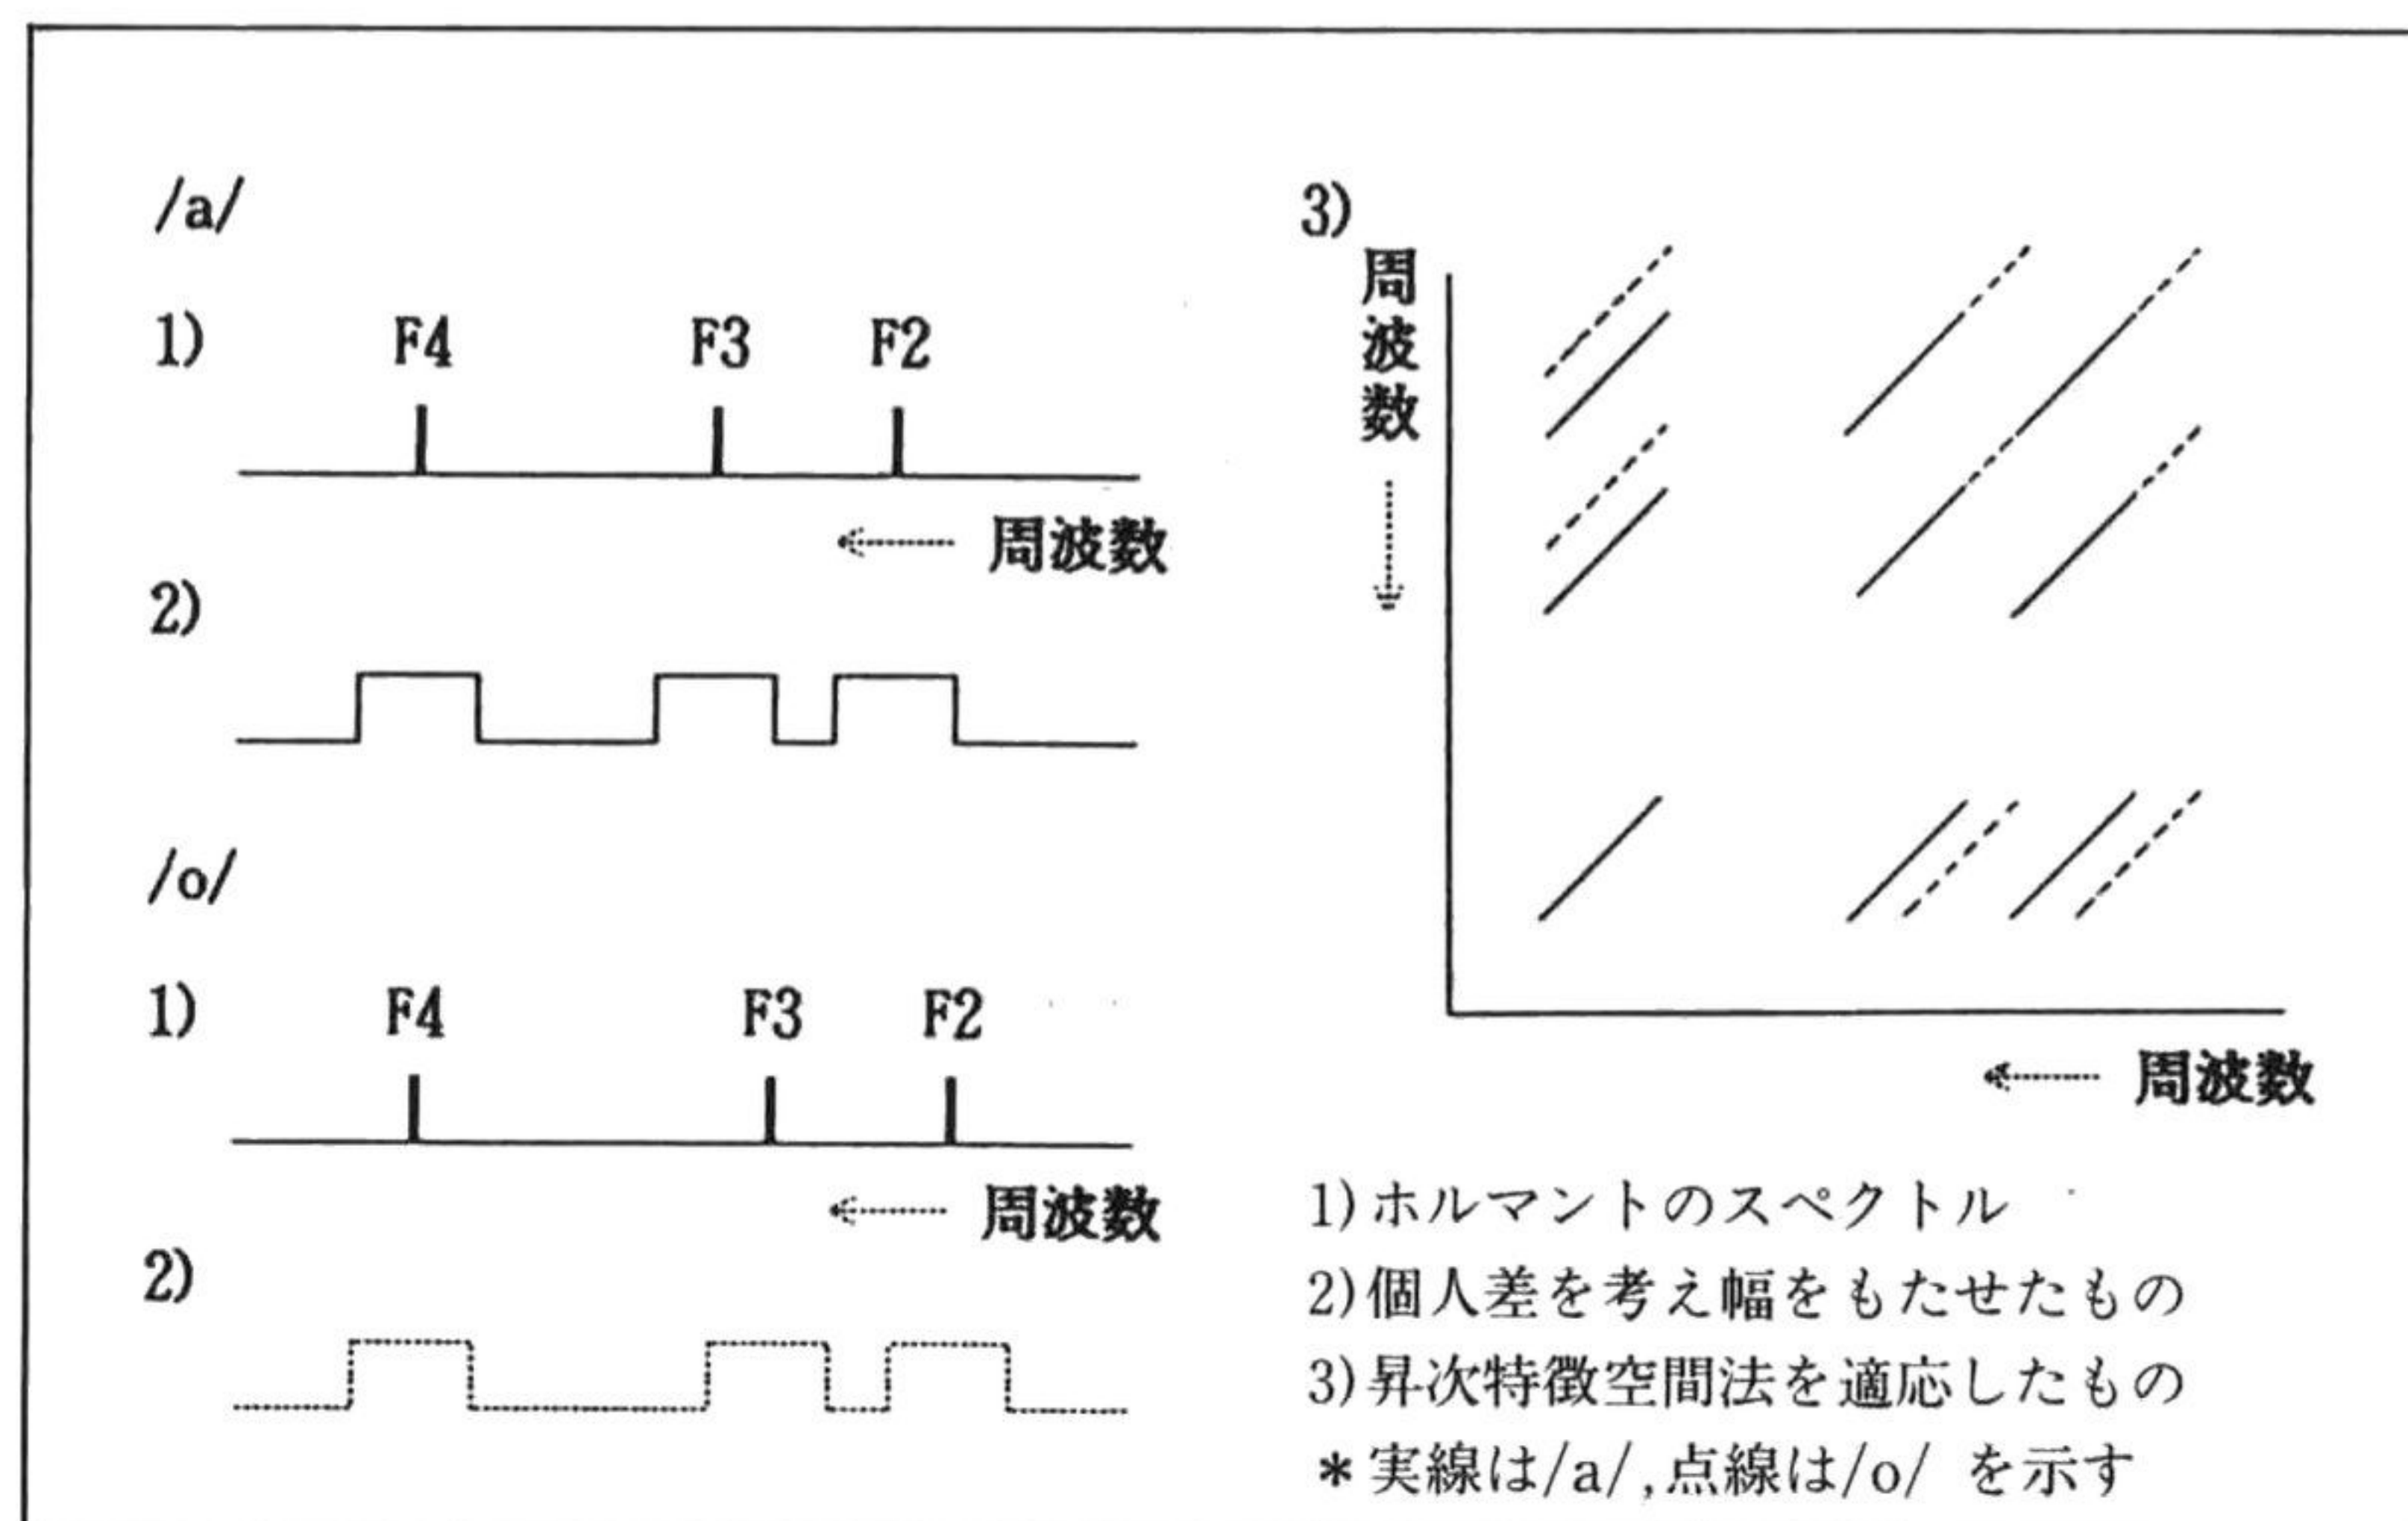 /a/
1)
F4 F3 F2
周波数
2)
/o/
1)
F4 F3 F2
周波数
2)
3)
周波数
周波数
1)ホルマントのスペクトル
2)個人差を考え幅をもたせたもの
3)昇次特徴空間法を適応したもの
*実線は/a/,点線は/o/ を示す